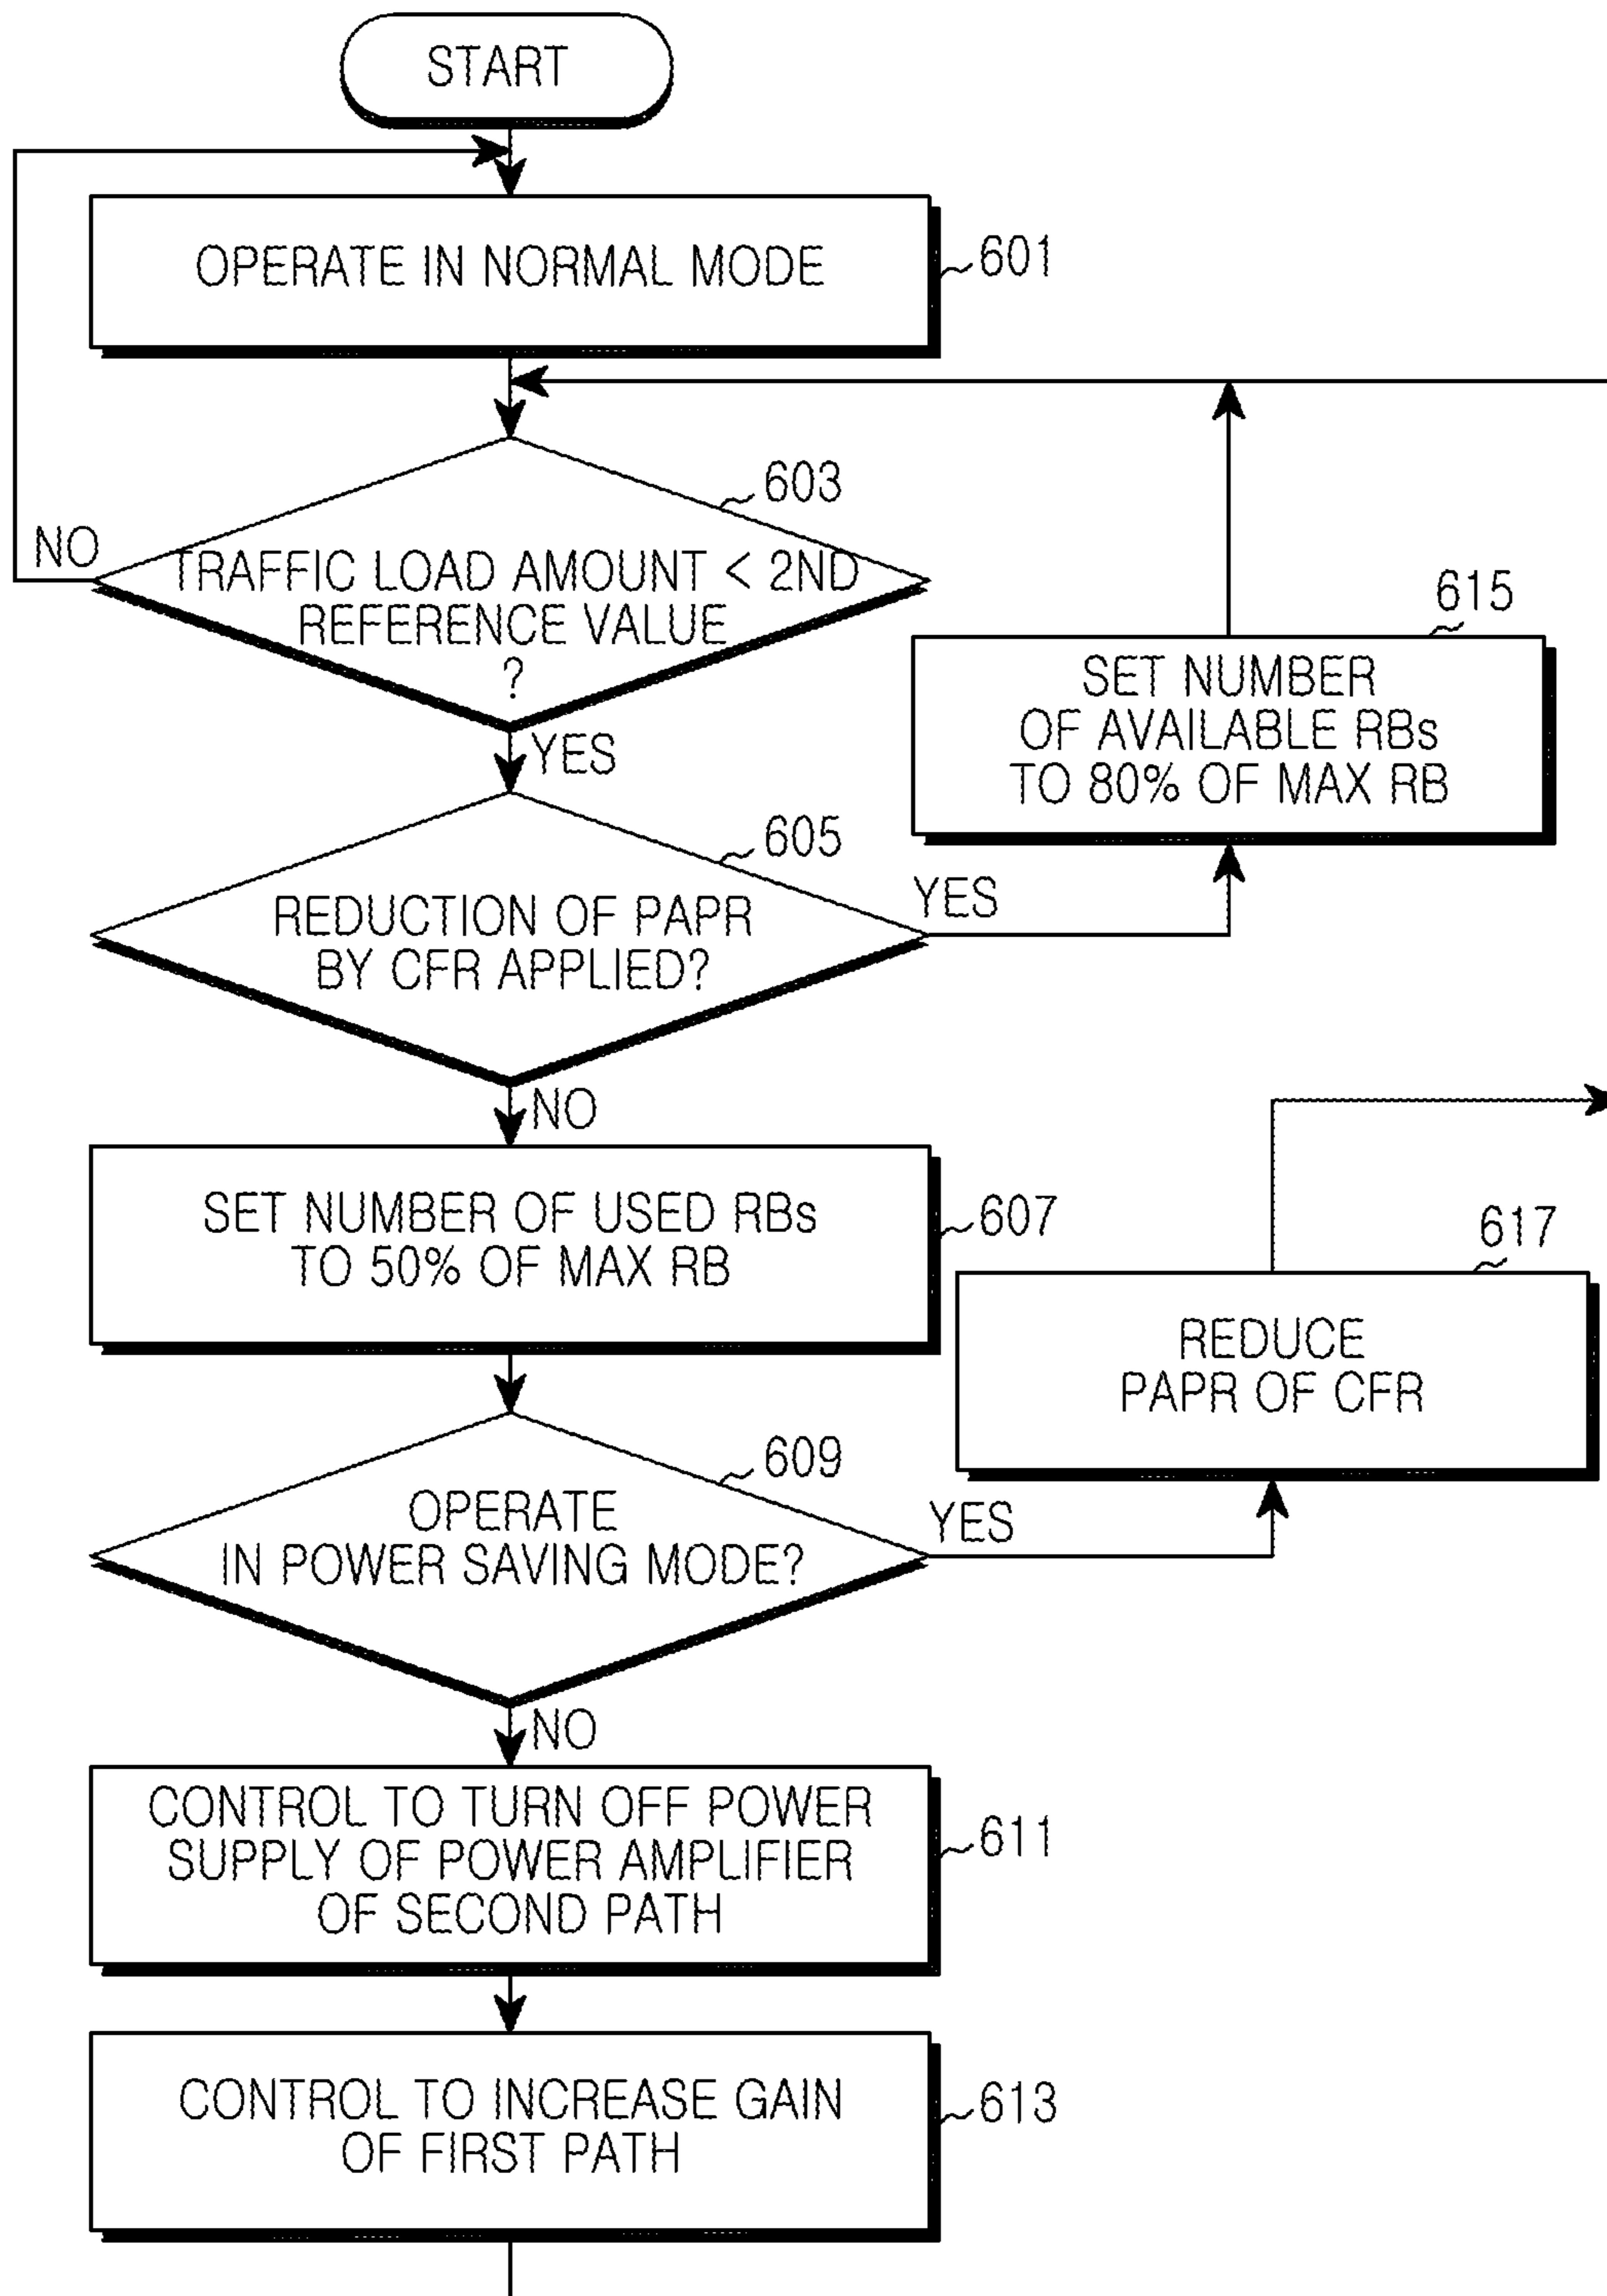 START
OPERATE IN NORMAL MODE
601
603
NO
TRAFFIC LOAD AMOUNT < 2ND
REFERENCE VALUE
?
YES
615
SET NUMBER
OF AVAILABLE RBs
TO 80% OF MAX RB
605
REDUCTION OF PAPR
BY CFR APPLIED?
YES
NO
SET NUMBER OF USED RBs
TO 50% OF MAX RB
607
617
REDUCE
PAPR OF CFR
609
OPERATE
IN POWER SAVING MODE?
YES
NO
CONTROL TO TURN OFF POWER
SUPPLY OF POWER AMPLIFIER
OF SECOND PATH
611
CONTROL TO INCREASE GAIN
OF FIRST PATH
613